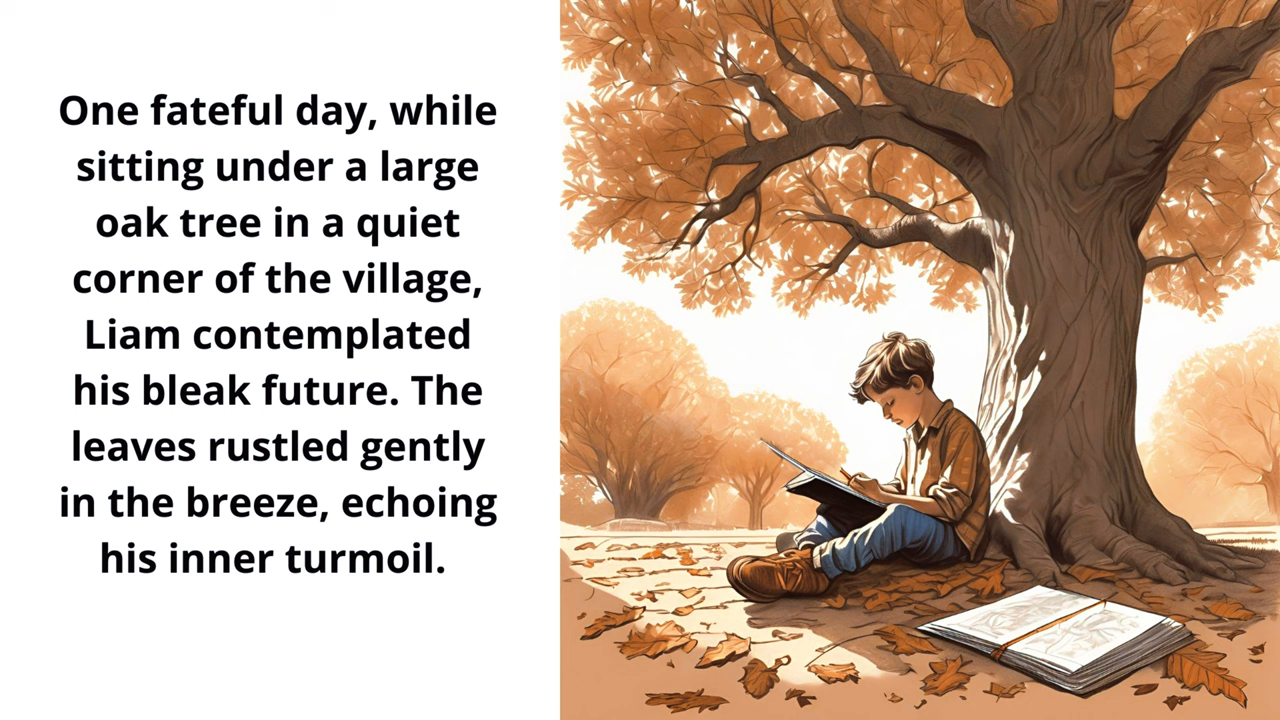 One fateful day, while
sitting under a large
oak tree in a quiet
corner of the village,
Liam contemplated
his bleak future. The
leaves rustled gently
in the breeze, echoing
his inner turmoil.